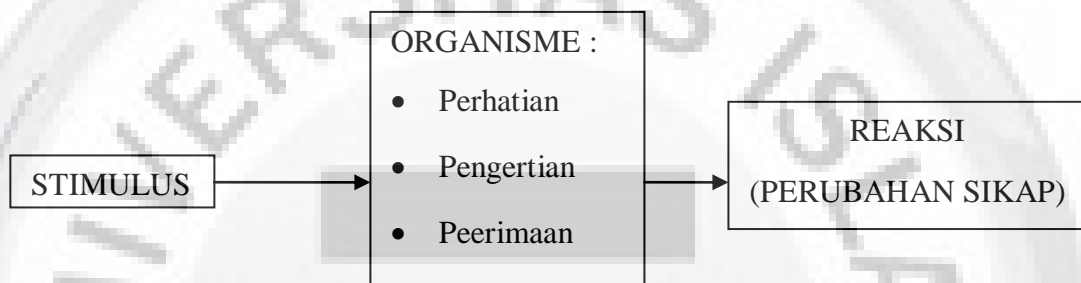 ORGANISME :
• Perhatian
• Pengertian
• Peerimaan
STIMULUS
REAKSI
(PERUBAHAN SIKAP)